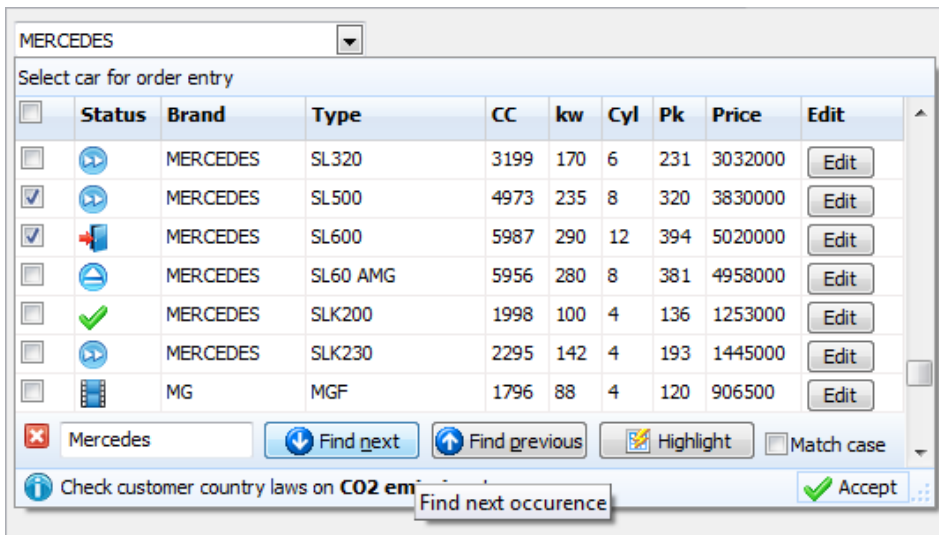 MERCEDES
Select car for order entry
Status Brand Type CC kw Cyl Pk Price Edit
MERCEDES SL320 3199 170 6 231 3032000 Edit
MERCEDES SL500 4973 235 8 320 3830000 Edit
MERCEDES SL600 5987 290 12 394 5020000 Edit
MERCEDES SL60 AMG 5956 280 8 381 4958000 Edit
MERCEDES SLK200 1998 100 4 136 1253000 Edit
MERCEDES SLK230 2295 142 4 193 1445000 Edit
MG MGF 1796 88 4 120 906500 Edit
Mercedes Find next Find previous Highlight Match case
Check customer country laws on CO2 Accept
Find next occurence